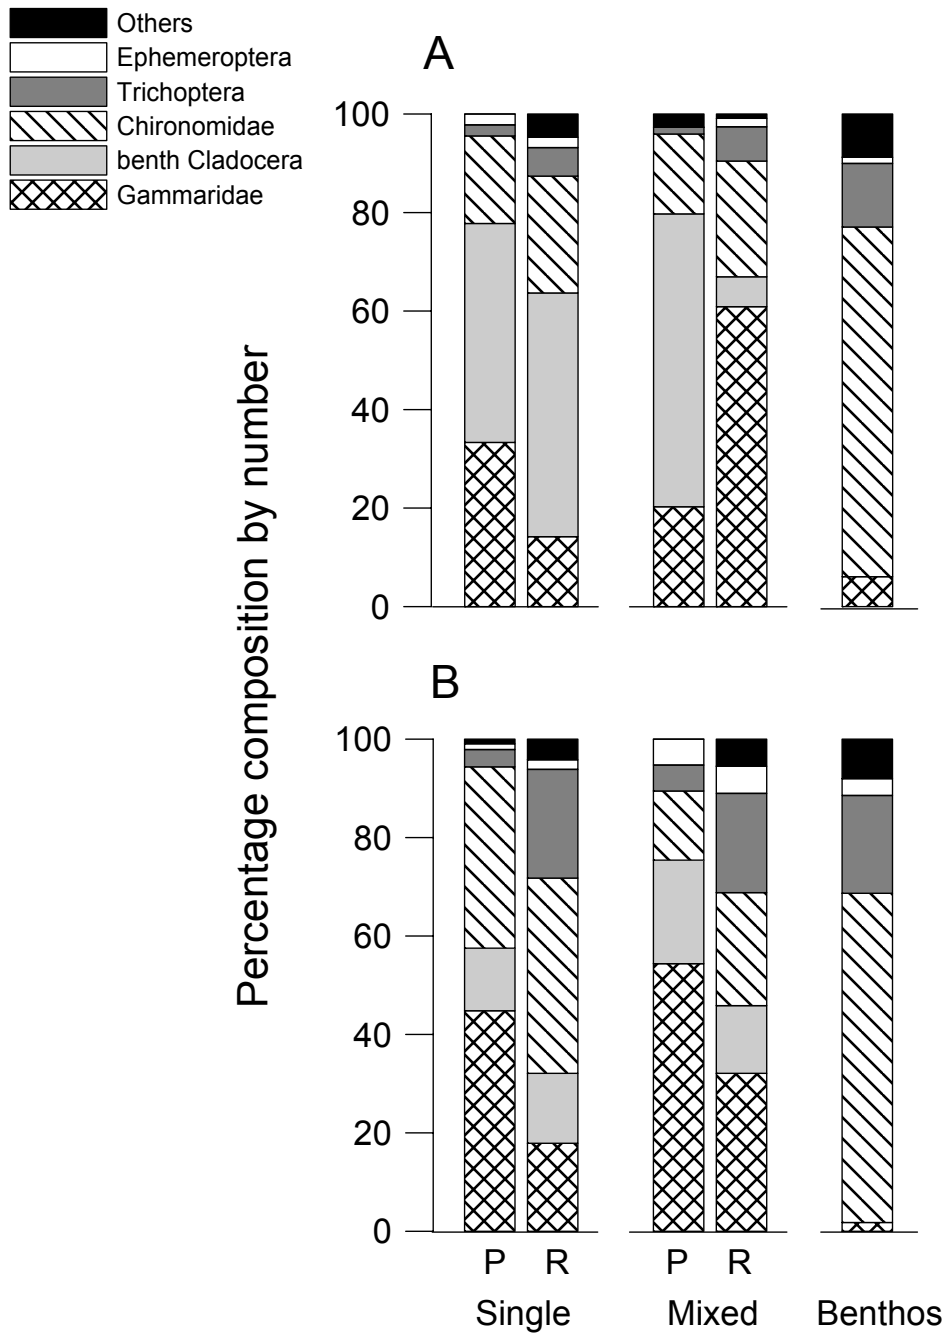 Others
Ephemeroptera
Trichoptera
Chironomidae
benth Cladocera
Gammaridae
A
100
80
60
40
20
0
Percentage composition by number
B
100
80
60
40
20
0
P R P R
Single Mixed Benthos